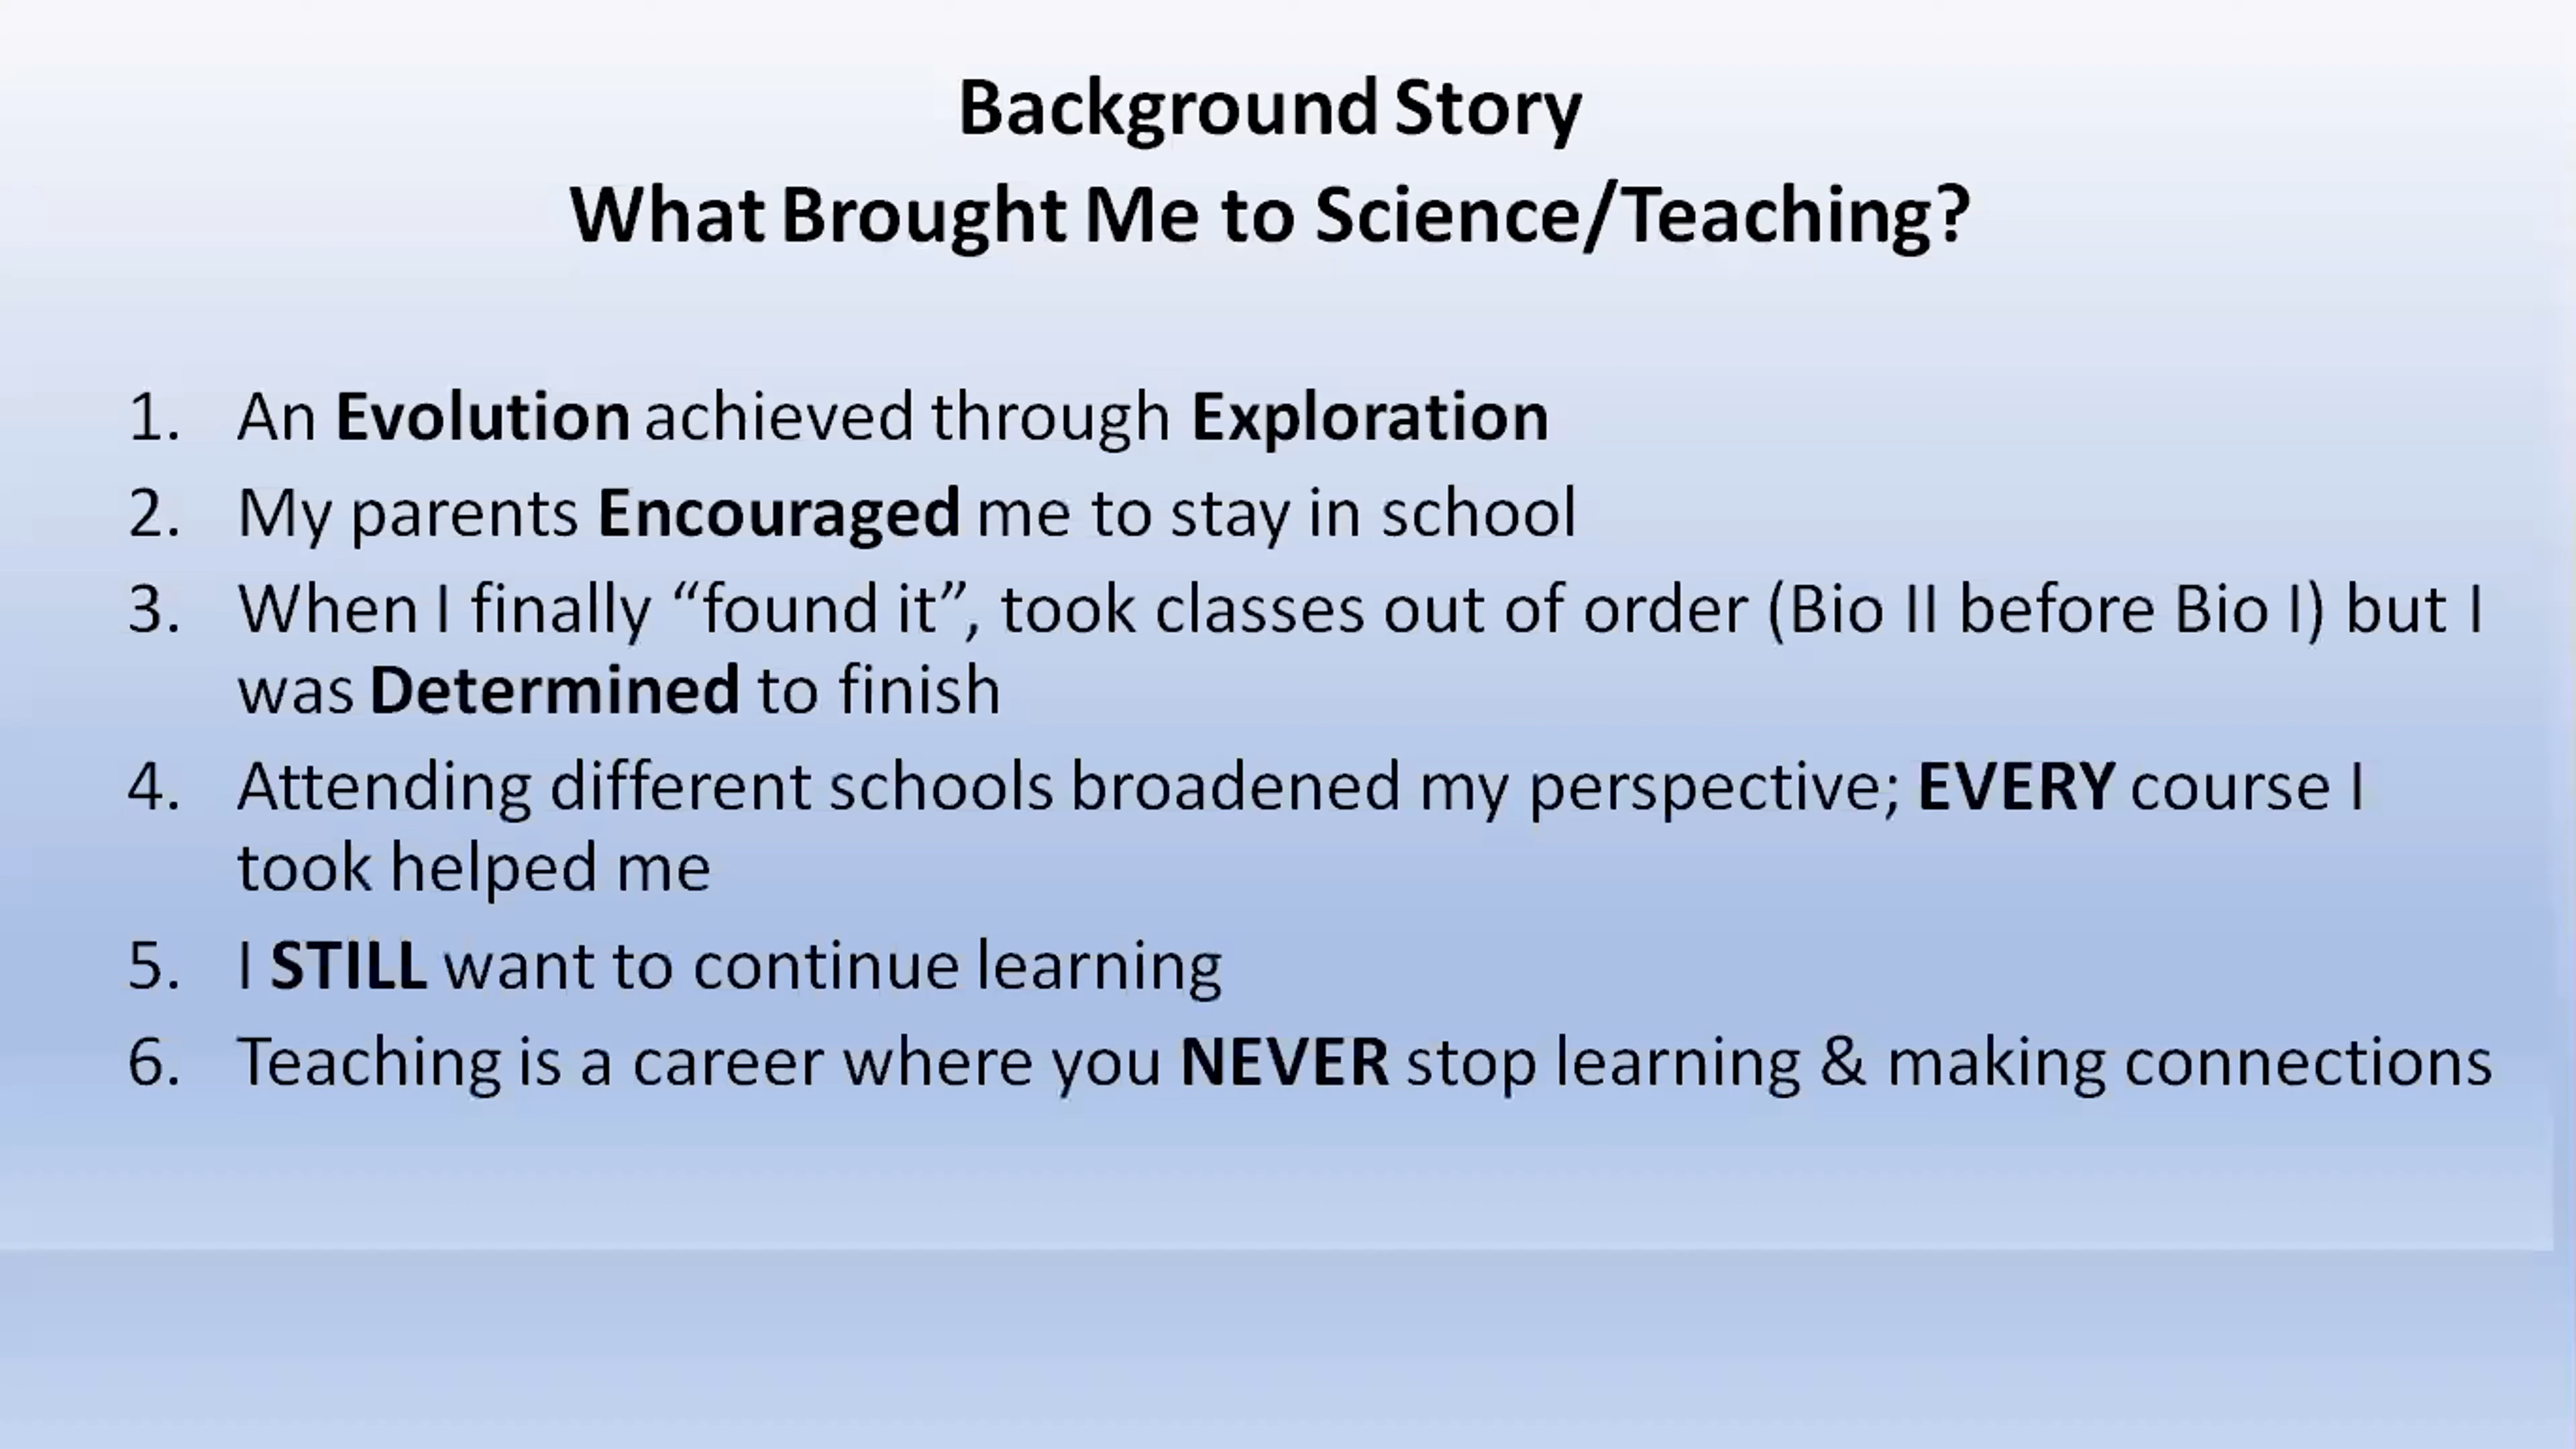 Background Story
What Brought Me to Science/Teaching?
1. An Evolution achieved through Exploration
2. My parents Encouraged me to stay in school
3. When I finally “found it”, took classes out of order (Bio II before Bio I) but I
was Determined to finish
4. Attending different schools broadened my perspective; EVERY course I
took helped me
5. I STILL want to continue learning
6. Teaching is a career where you NEVER stop learning & making connections